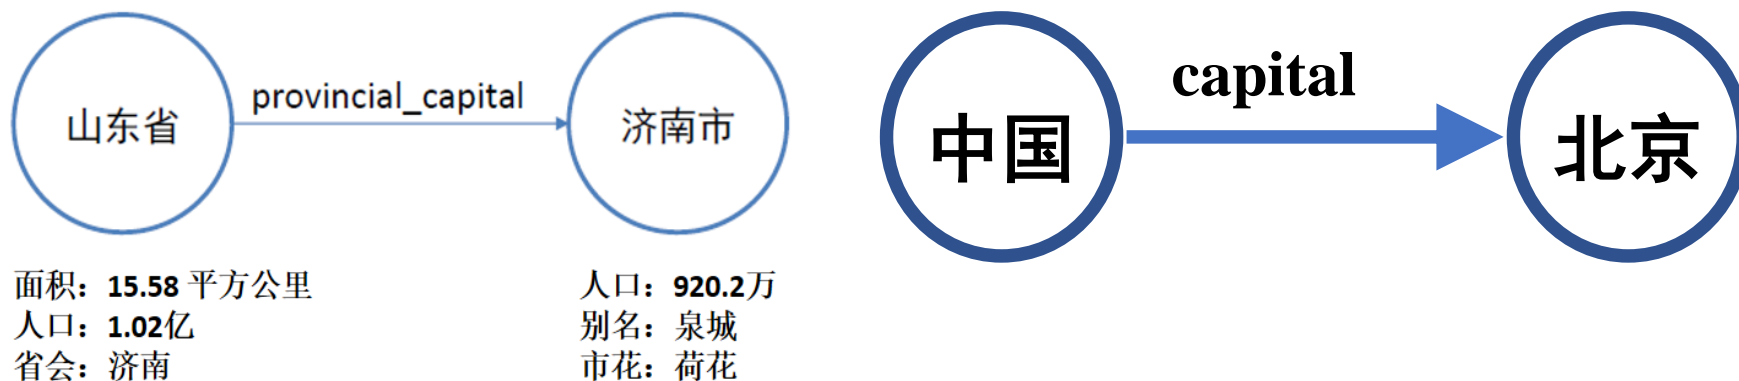 山东省
provincial_capital
济南市
面积：15.58 平方公里
人口：1.02亿
省会：济南
人口：920.2万
别名：泉城
市花：荷花
中国
capital
北京